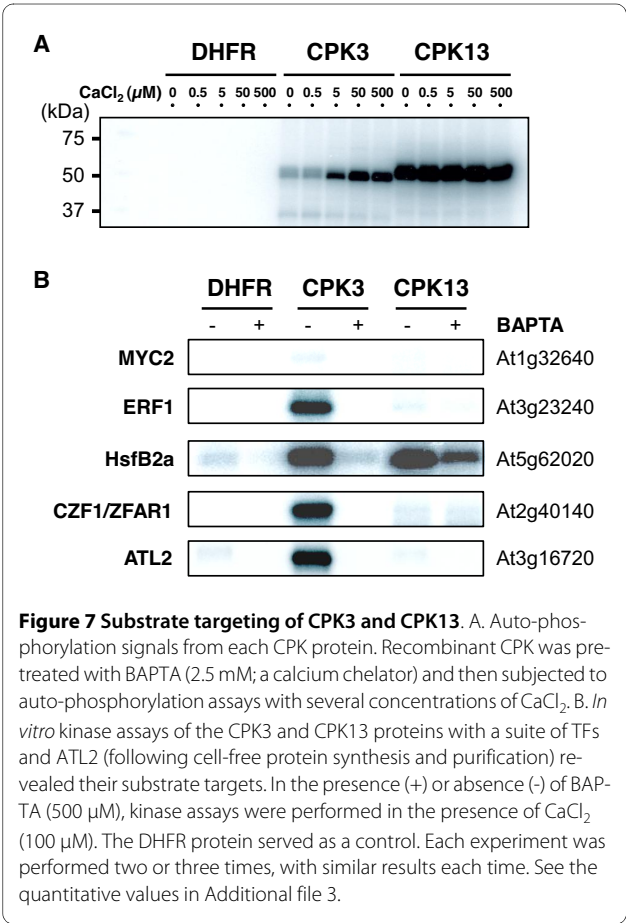 A
DHFR CPK3 CPK13
CaCl2 (µM) 0 0.5 5 50 500 0 0.5 5 50 500 0 0.5 5 50 500
(kDa)
75
50
37
B
DHFR CPK3 CPK13
- + - + - + BAPTA
MYC2 At1g32640
ERF1 At3g23240
HsfB2a At5g62020
CZF1/ZFAR1 At2g40140
ATL2 At3g16720
Figure 7 Substrate targeting of CPK3 and CPK13. A. Auto-phos-
phorylation signals from each CPK protein. Recombinant CPK was pre-
treated with BAPTA (2.5 mM; a calcium chelator) and then subjected to
auto-phosphorylation assays with several concentrations of CaCl2. B. In
vitro kinase assays of the CPK3 and CPK13 proteins with a suite of TFs
and ATL2 (following cell-free protein synthesis and purification) re-
vealed their substrate targets. In the presence (+) or absence (-) of BAP-
TA (500 µM), kinase assays were performed in the presence of CaCl2
(100 µM). The DHFR protein served as a control. Each experiment was
performed two or three times, with similar results each time. See the
quantitative values in Additional file 3.